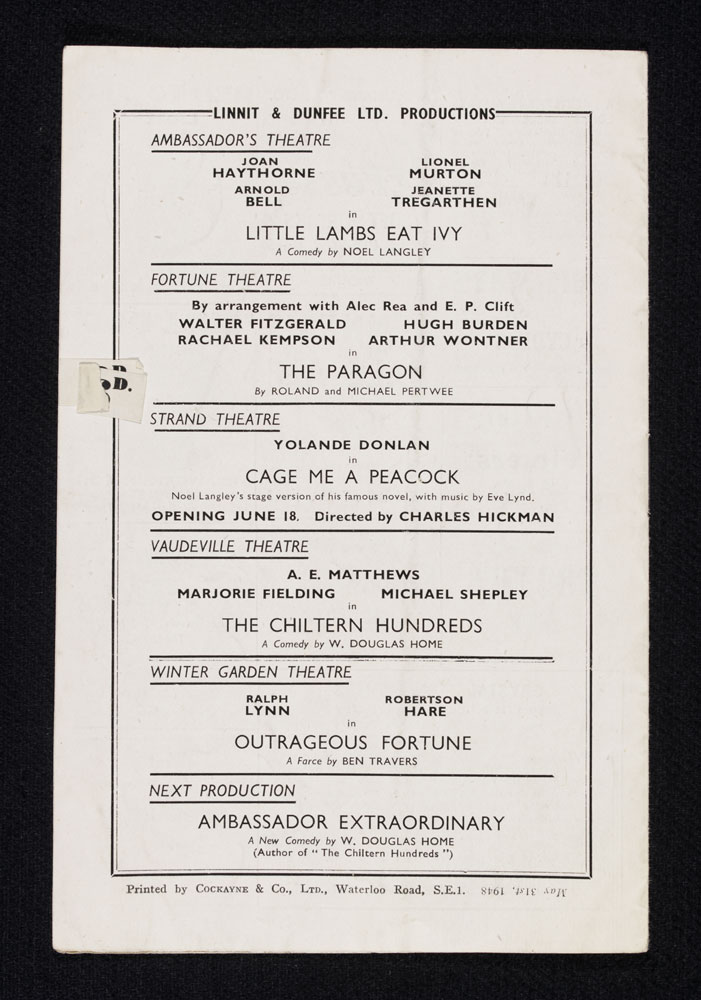 LINNIT & DUNFEE LTD. PRODUCTIONS
AMBASSADOR'S THEATRE
JOAN HAYTHORNE
LIONEL MURTON
ARNOLD BELL
JEANETTE TREGARTHEN
in
LITTLE LAMBS EAT IVY
A Comedy by NOEL LANGLEY
FORTUNE THEATRE
By arrangement with Alec Rea and E. P. Clift
WALTER FITZGERALD HUGH BURDEN
RACHAEL KEMPSON ARTHUR WONTNER
in
THE PARAGON
By ROLAND and MICHAEL PERTWEE
STRAND THEATRE
YOLANDE DONLAN
in
CAGE ME A PEACOCK
Noel Langley's stage version of his famous novel, with music by Eve Lynd.
OPENING JUNE 18. Directed by CHARLES HICKMAN
VAUDEVILLE THEATRE
A. E. MATTHEWS
MARJORIE FIELDING MICHAEL SHEPLEY
in
THE CHILTERN HUNDREDS
A Comedy by W. DOUGLAS HOME
WINTER GARDEN THEATRE
RALPH LYNN
ROBERTSON HARE
in
OUTRAGEOUS FORTUNE
A Farce by BEN TRAVERS
NEXT PRODUCTION
AMBASSADOR EXTRAORDINARY
A New Comedy by W. DOUGLAS HOME
(Author of "The Chiltern Hundreds")
Printed by COCKAYNE & Co., LTD., Waterloo Road, S.E.1. May 31st, 1948